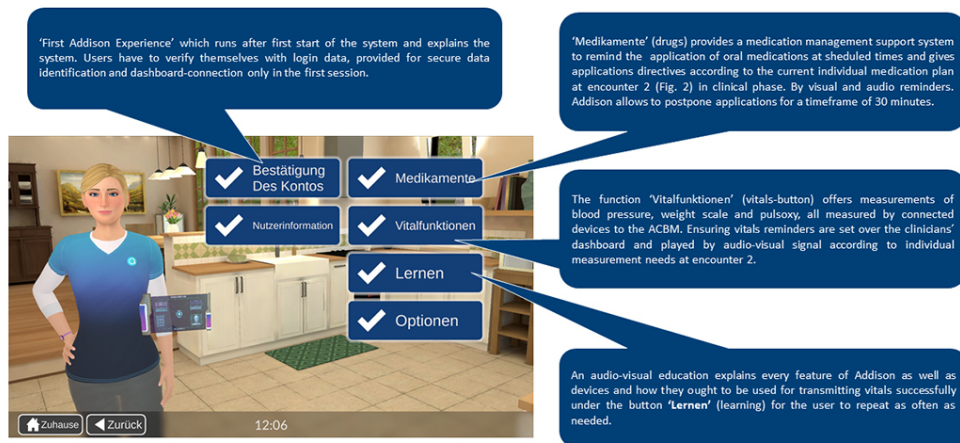 'First Addison Experience' which runs after first start of the system and explains the
system. Users have to verify themselves with login data, provided for secure data
identification and dashboard-connection only in the first session.
'Medikamente' (drugs) provides a medication management support system
to remind the application of oral medications at sheduled times and gives
applications directives according to the current individual medication plan
at encounter 2 (Fig. 2) in clinical phase. By visual and audio reminders.
Addison allows to postpone applications for a timeframe of 30 minutes.
Bestätigung
Des Kontos
Medikamente
Nutzerinformation
Vitalfunktionen
Lernen
Optionen
The function 'Vitalfunktionen' (vitals-button) offers measurements of
blood pressure, weight scale and pulsoxy, all measured by connected
devices to the ACBM. Ensuring vitals reminders are set over the clinicians´
dashboard and played by audio-visual signal according to individual
measurement needs at encounter 2.
An audio-visual education explains every feature of Addison as well as
devices and how they ought to be used for transmitting vitals successfully
under the button 'Lernen' (learning) for the user to repeat as often as
needed.
Zuhause
Zurück
12:06